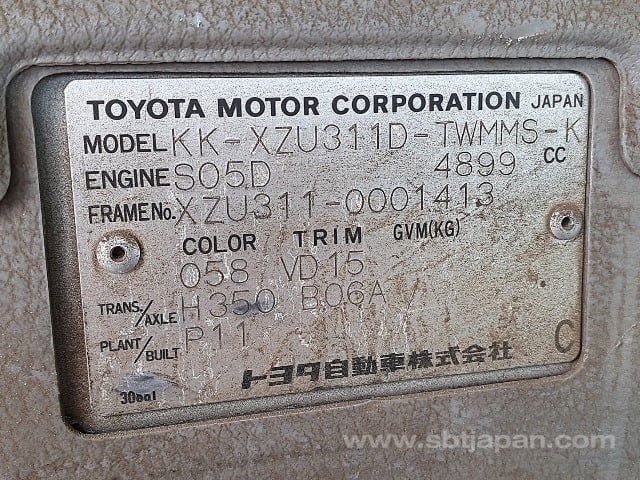 TOYOTA MOTOR CORPORATION JAPAN
MODEL KK-XZU311D-TWMMS-K
ENGINE S05D 4899 CC
FRAME No. XZU311-0001413
COLOR TRIM GVM(KG)
058 VD15
TRANS./AXLE H350 B06A
PLANT/BUILT P11
トヨタ自動車株式会社 C
30eal
www.sbtjapan.com